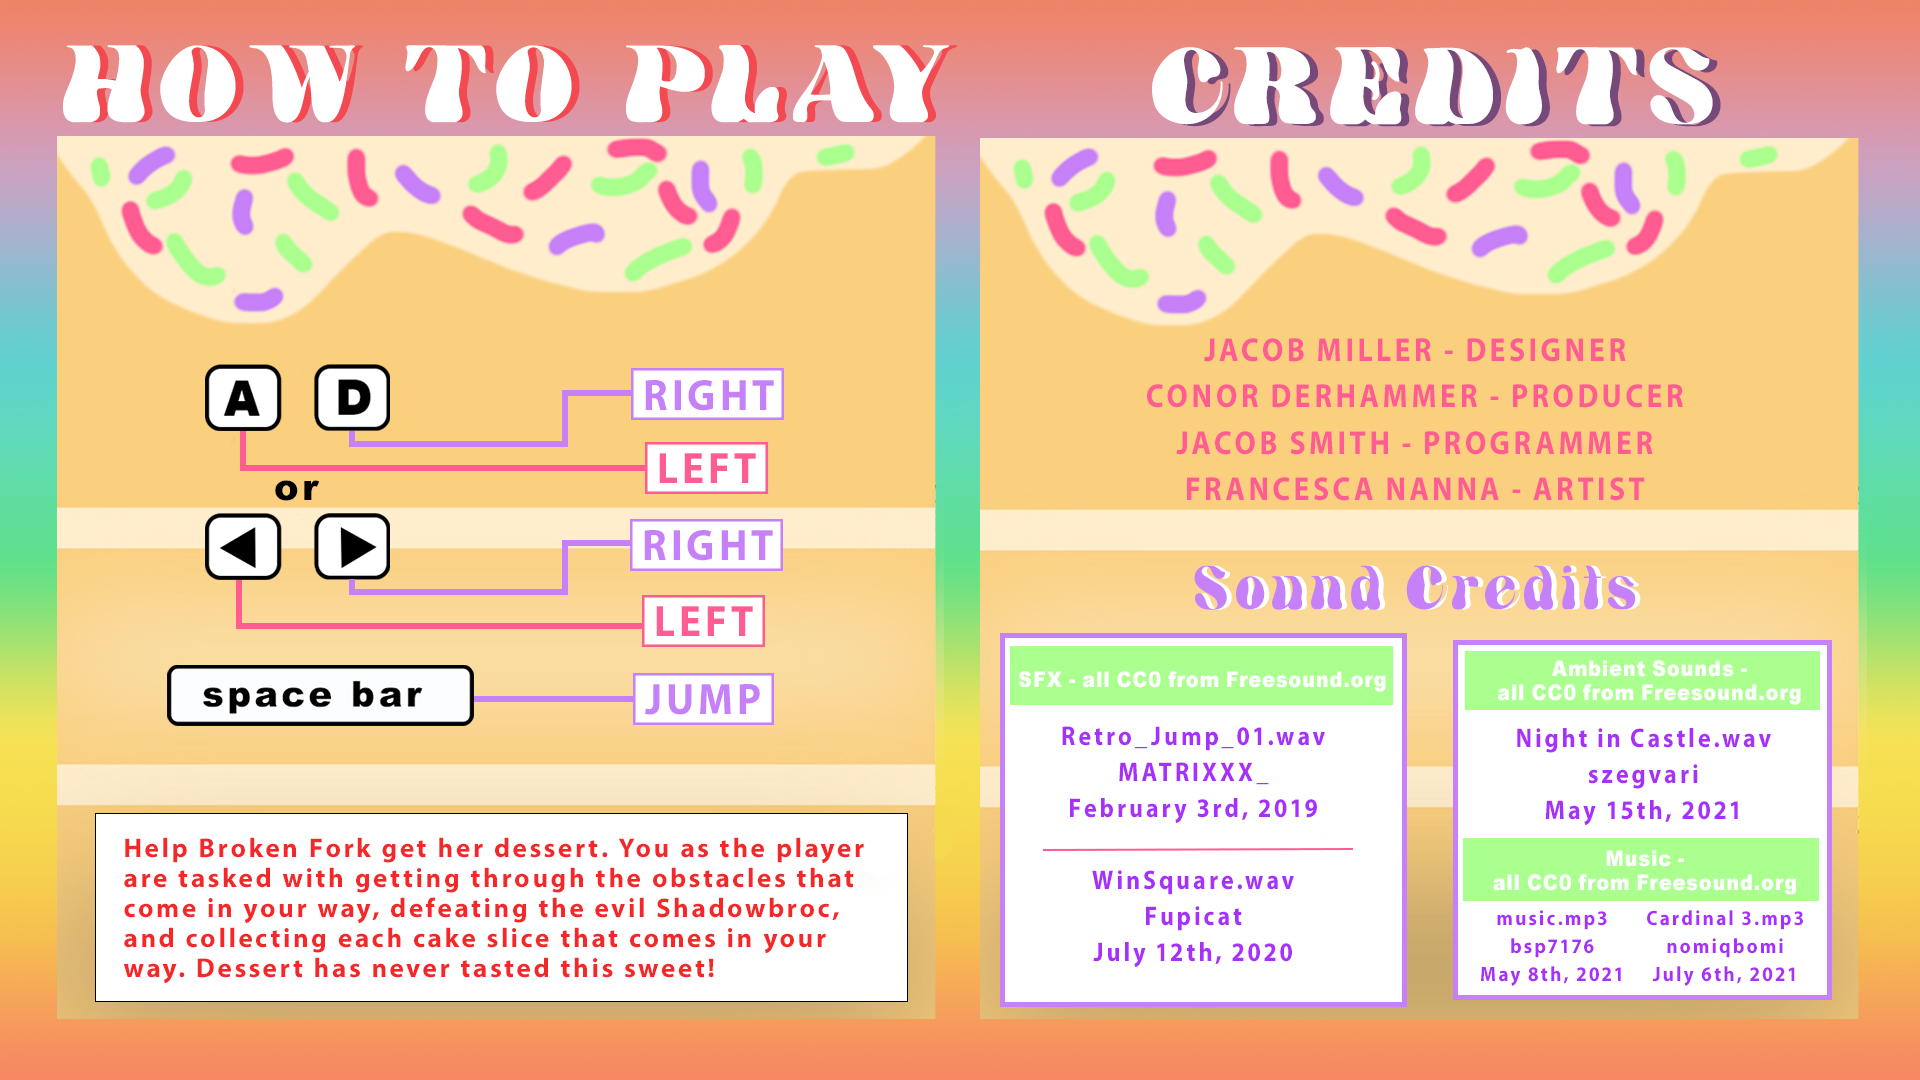 HOW TO PLAY
A
D
RIGHT
LEFT
or
RIGHT
LEFT
space bar
JUMP
Help Broken Fork get her dessert. You as the player
are tasked with getting through the obstacles that
come in your way, defeating the evil Shadowbroc,
and collecting each cake slice that comes in your
way. Dessert has never tasted this sweet!
CREDITS
JACOB MILLER - DESIGNER
CONOR DERHAMMER - PRODUCER
JACOB SMITH - PROGRAMMER
FRANCESCA NANNA - ARTIST
Sound Credits
SFX - all CC0 from Freesound.org
Retro_Jump_01.wav
MATRIXXX_
February 3rd, 2019
WinSquare.wav
Fupicat
July 12th, 2020
Ambient Sounds -
all CC0 from Freesound.org
Night in Castle.wav
szegvari
May 15th, 2021
Music -
all CC0 from Freesound.org
music.mp3
bsp7176
May 8th, 2021
Cardinal 3.mp3
nomiqbomi
July 6th, 2021